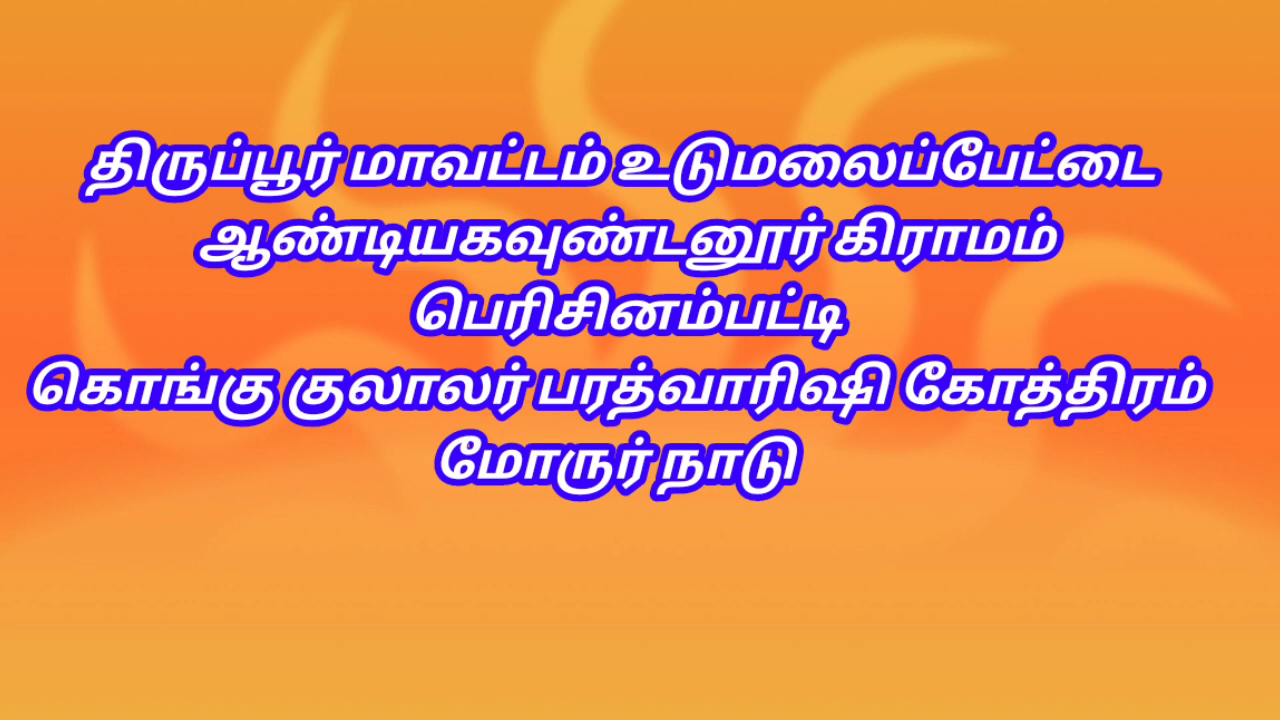 திருப்பூர் மாவட்டம் உடுமலைப்பேட்டை
ஆண்டியகவுண்டனூர் கிராமம்
பெரிசினம்பட்டி
கொங்கு குலாலர் பரத்வாரிஷி கோத்திரம்
மோருர் நாடு